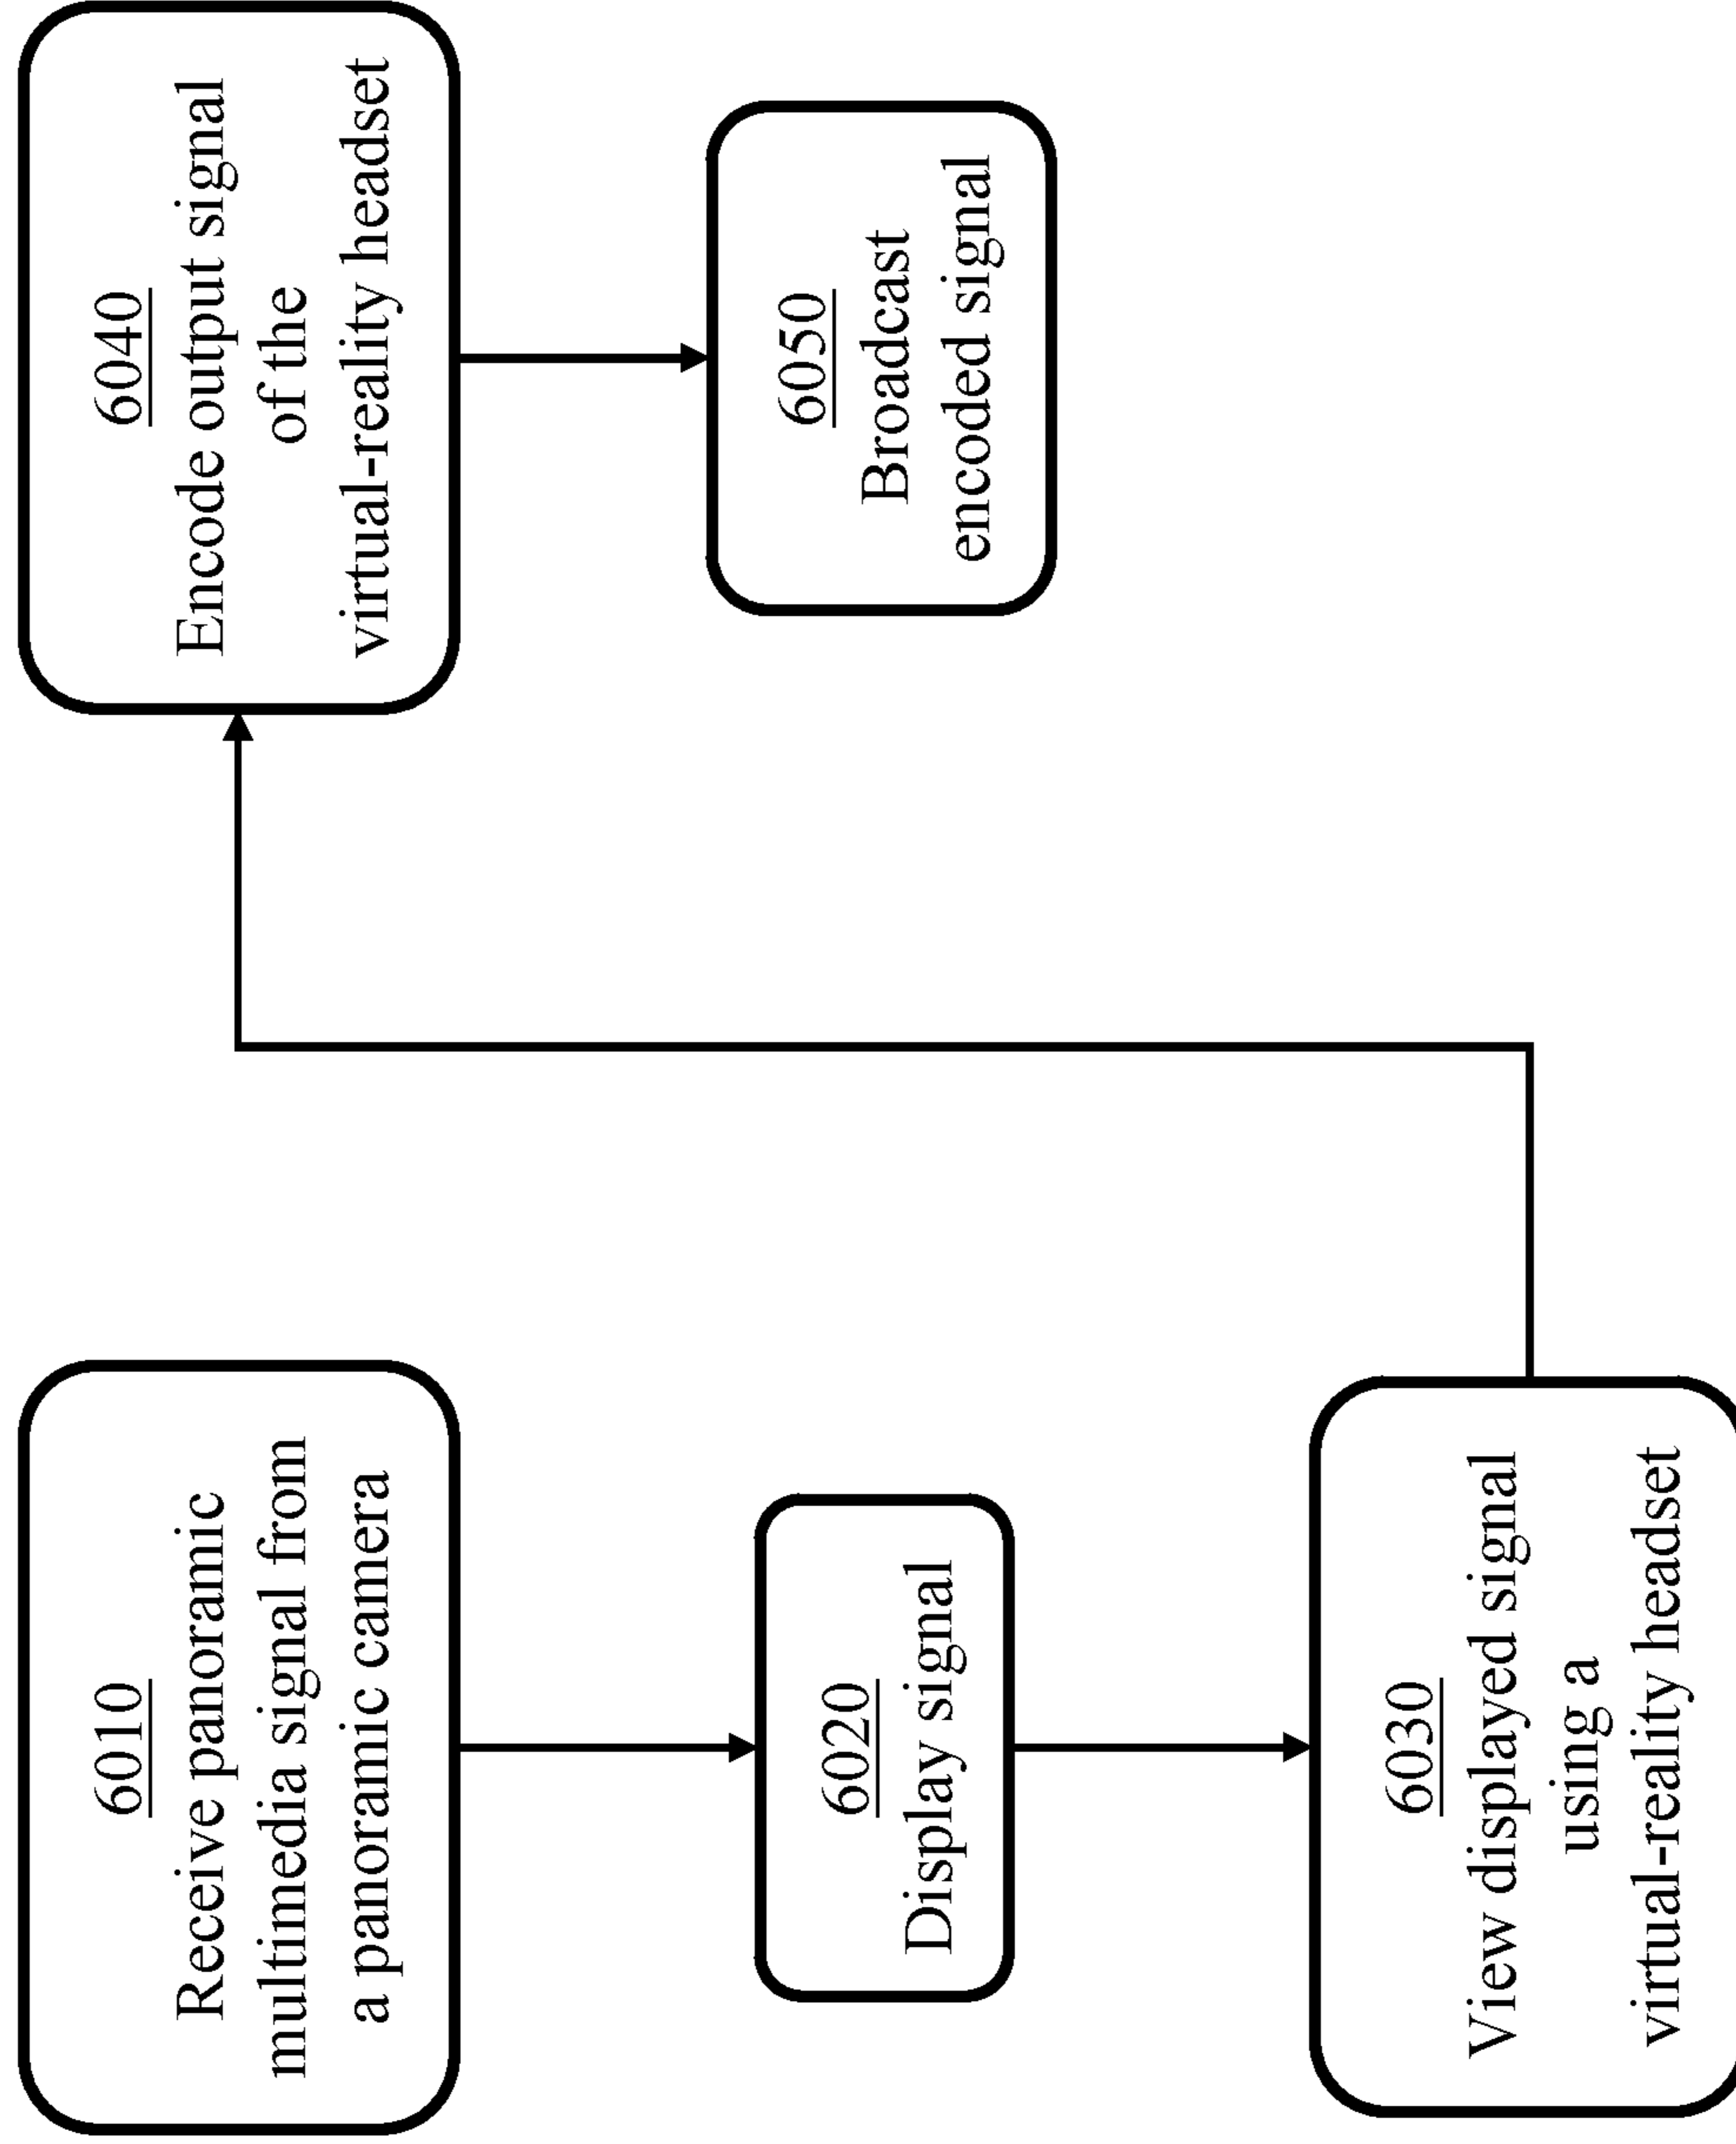 6010
Receive panoramic
multimedia signal from
a panoramic camera
6020
Display signal
6030
View displayed signal
using a
virtual-reality headset
6040
Encode output signal
of the
virtual-reality headset
6050
Broadcast
encoded signal